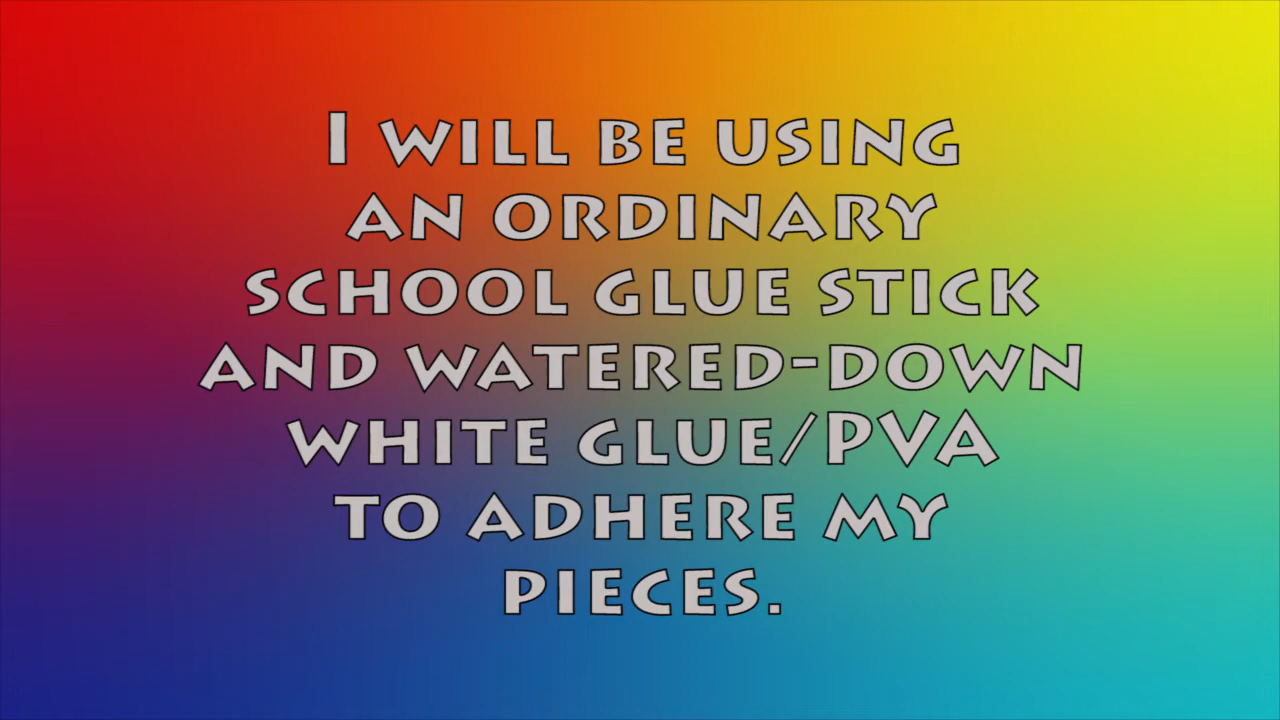 I will be using
an ordinary
school glue stick
and watered-down
white glue/PVA
to adhere my
pieces.